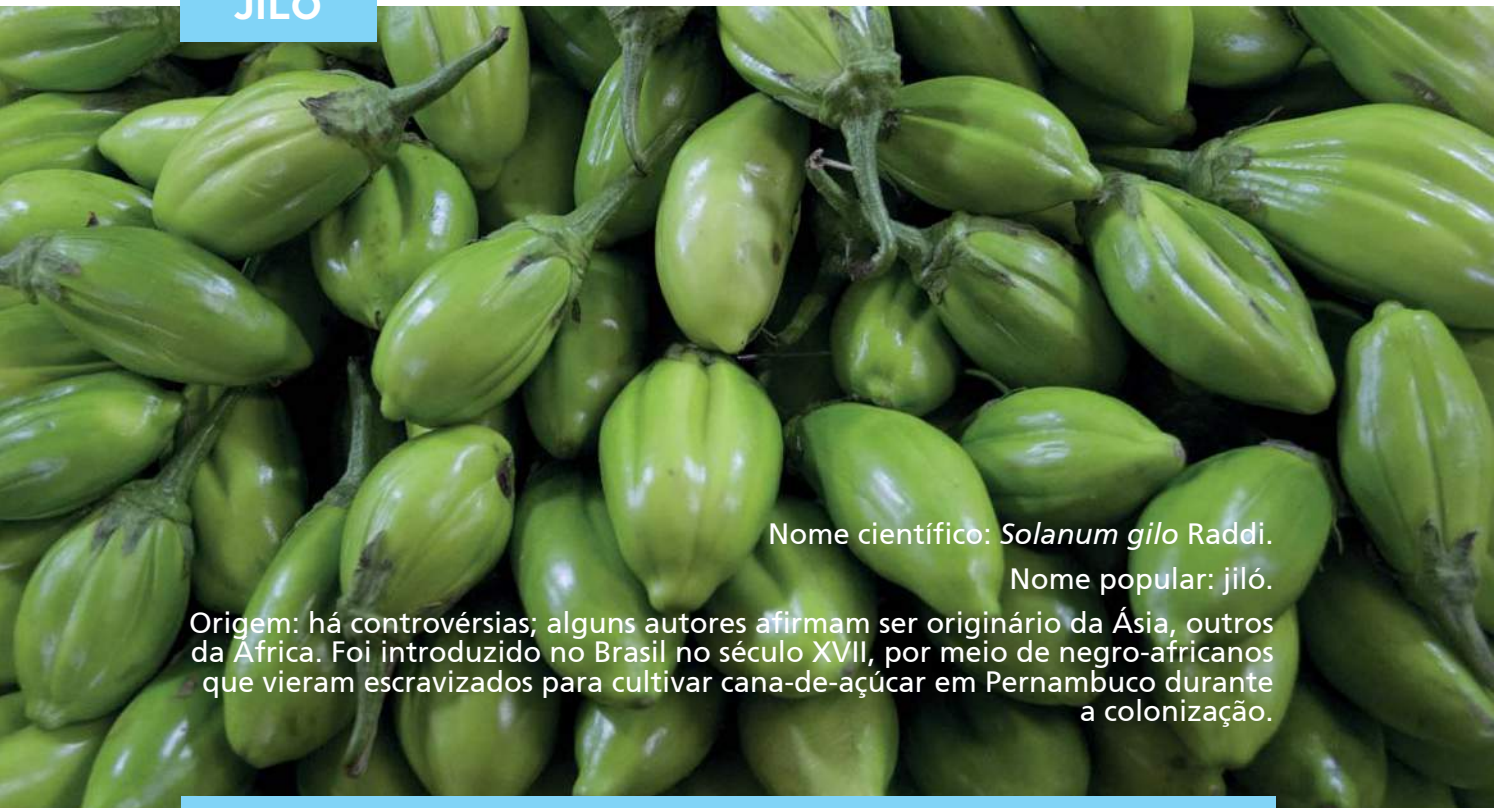 JILÓ
Nome científico: Solanum gilo Raddi.
Nome popular: jiló.
Origem: há controvérsias; alguns autores afirmam ser originário da Ásia, outros
da África. Foi introduzido no Brasil no século XVII, por meio de negro-africanos
que vieram escravizados para cultivar cana-de-açúcar em Pernambuco durante
a colonização.